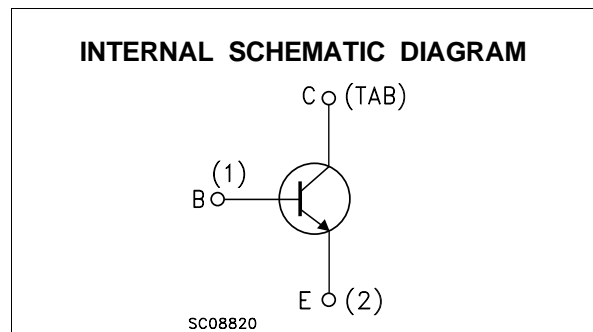 INTERNAL SCHEMATIC DIAGRAM
C (TAB)
(1)
B
E (2)
SC08820